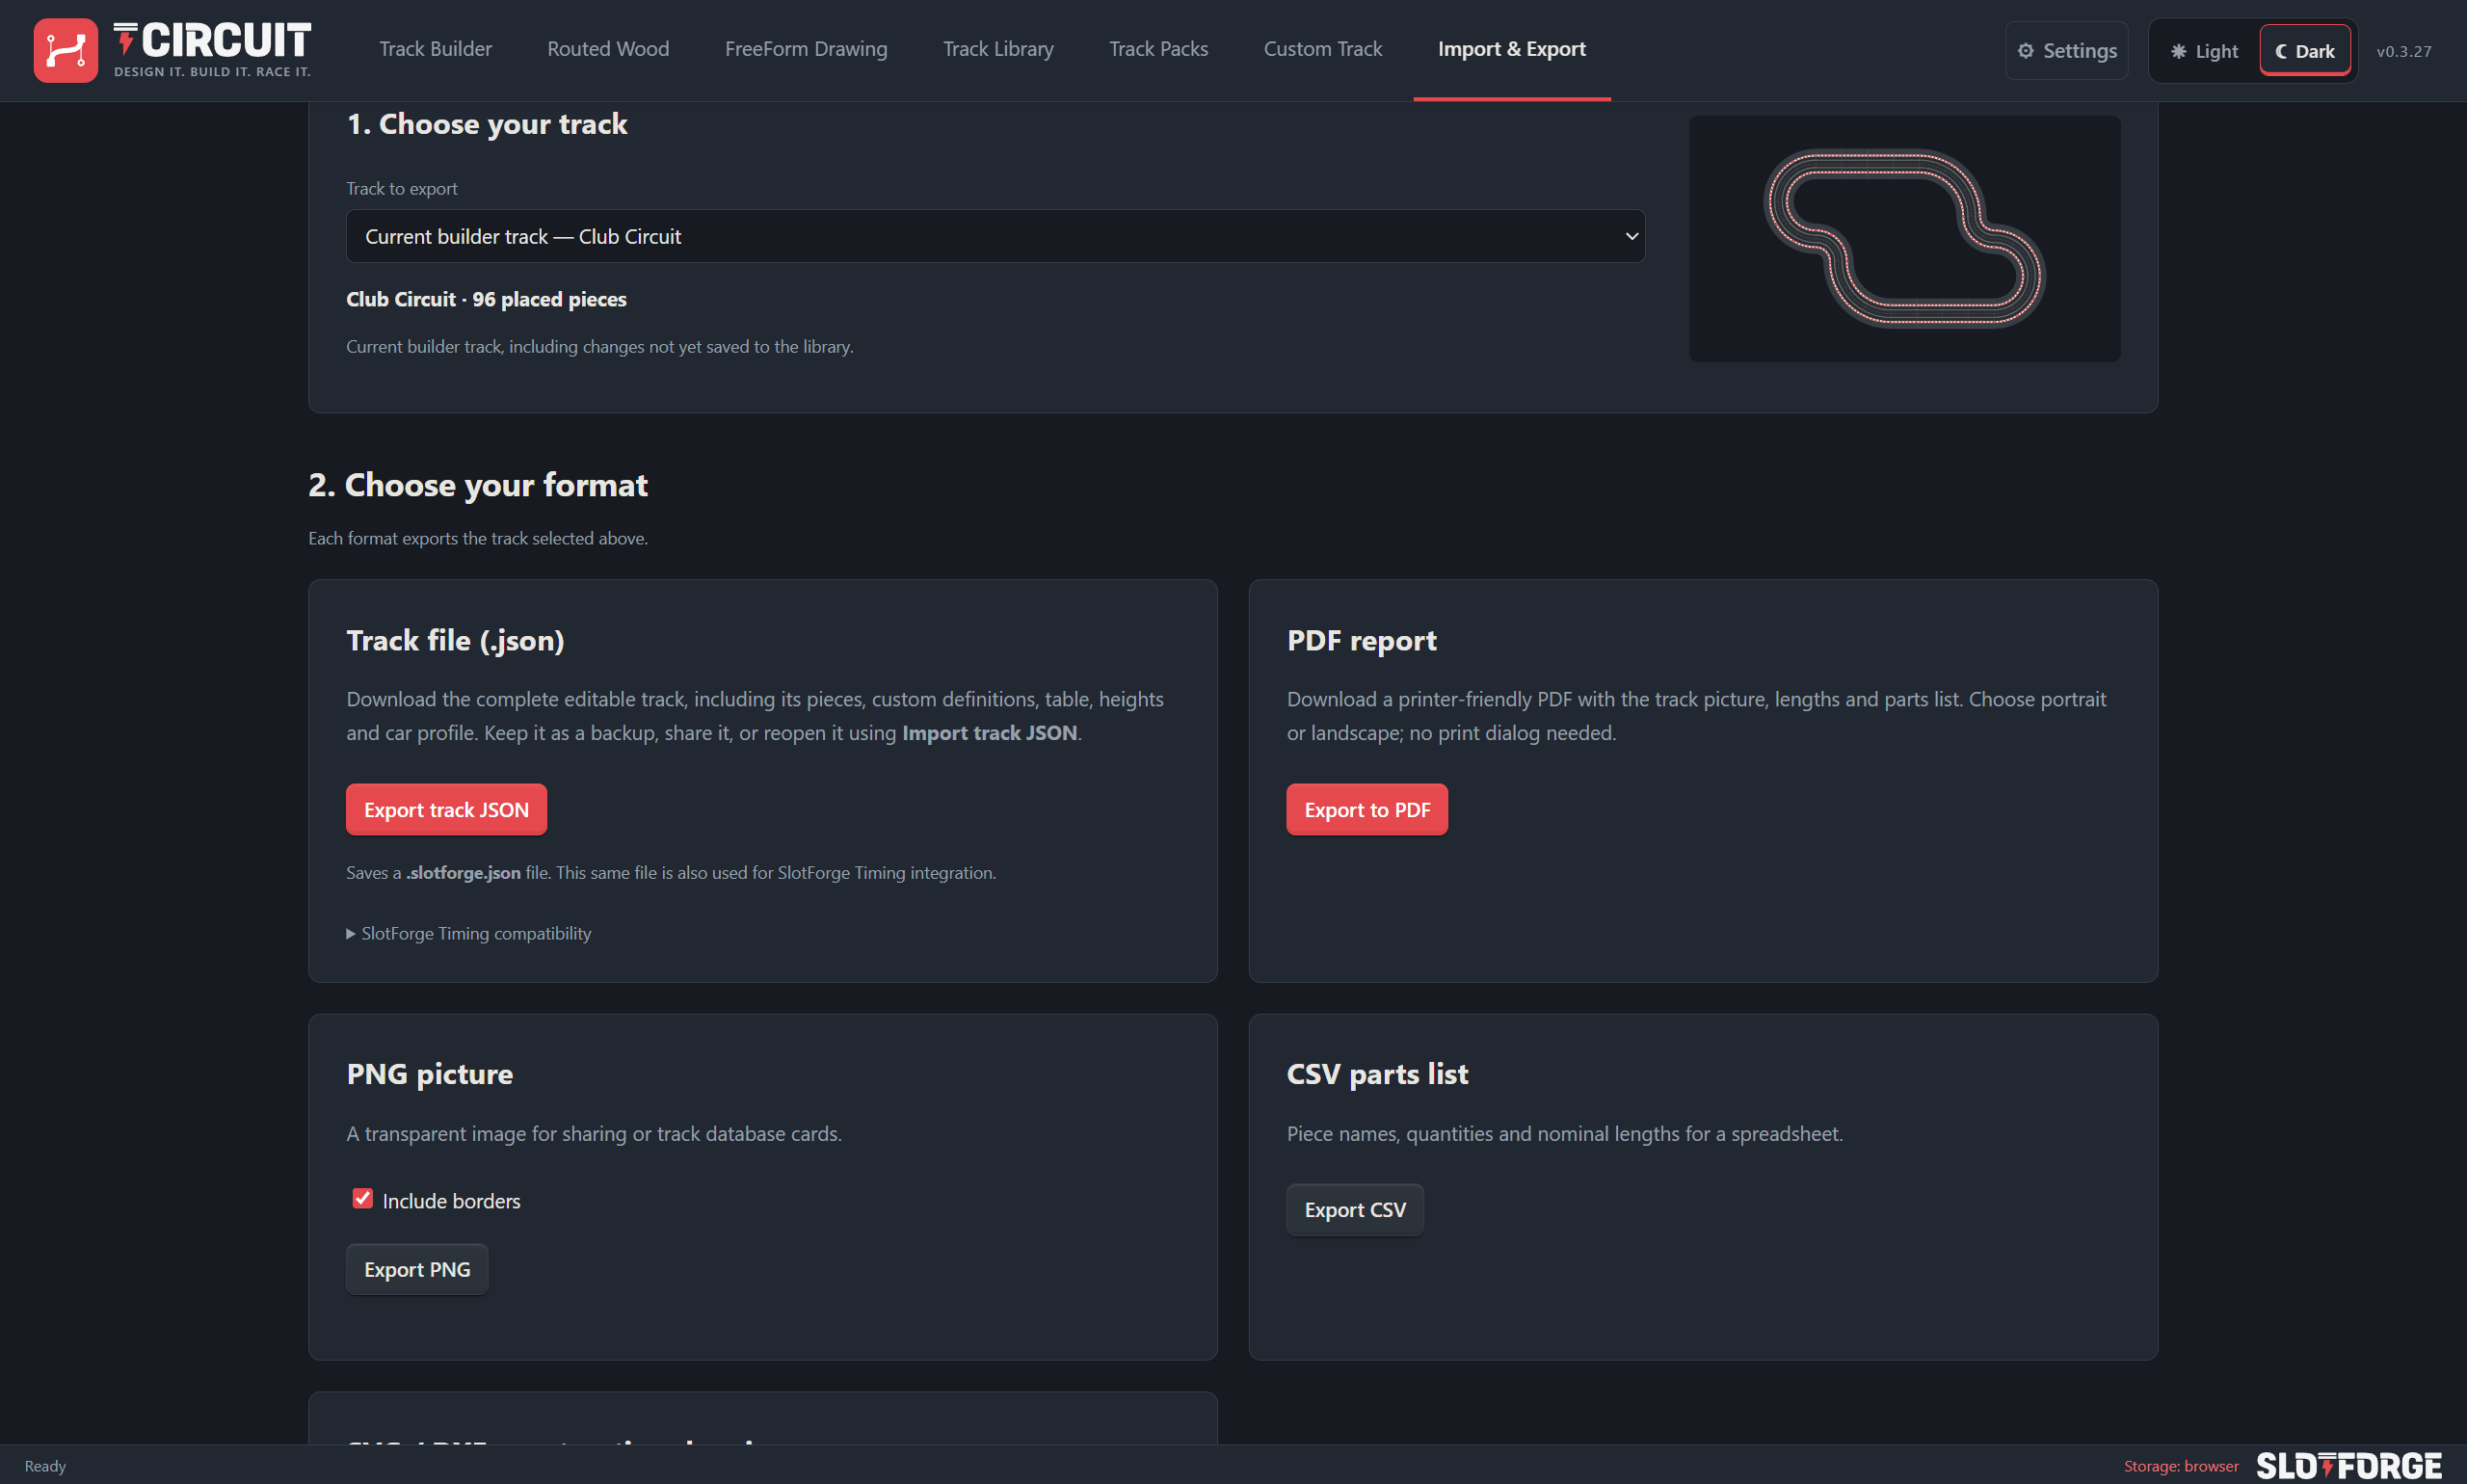 CIRCUIT
DESIGN IT. BUILD IT. RACE IT.
Track Builder
Routed Wood
FreeForm Drawing
Track Library
Track Packs
Custom Track
Import & Export
Settings
Light
Dark
v0.3.27
1. Choose your track
Track to export
Current builder track — Club Circuit
Club Circuit · 96 placed pieces
Current builder track, including changes not yet saved to the library.
2. Choose your format
Each format exports the track selected above.
Track file (.json)
Download the complete editable track, including its pieces, custom definitions, table, heights
and car profile. Keep it as a backup, share it, or reopen it using Import track JSON.
Export track JSON
Saves a .slotforge.json file. This same file is also used for SlotForge Timing integration.
SlotForge Timing compatibility
PDF report
Download a printer-friendly PDF with the track picture, lengths and parts list. Choose portrait
or landscape; no print dialog needed.
Export to PDF
PNG picture
A transparent image for sharing or track database cards.
Include borders
Export PNG
CSV parts list
Piece names, quantities and nominal lengths for a spreadsheet.
Export CSV
Ready
Storage: browser
SLOTFORGE